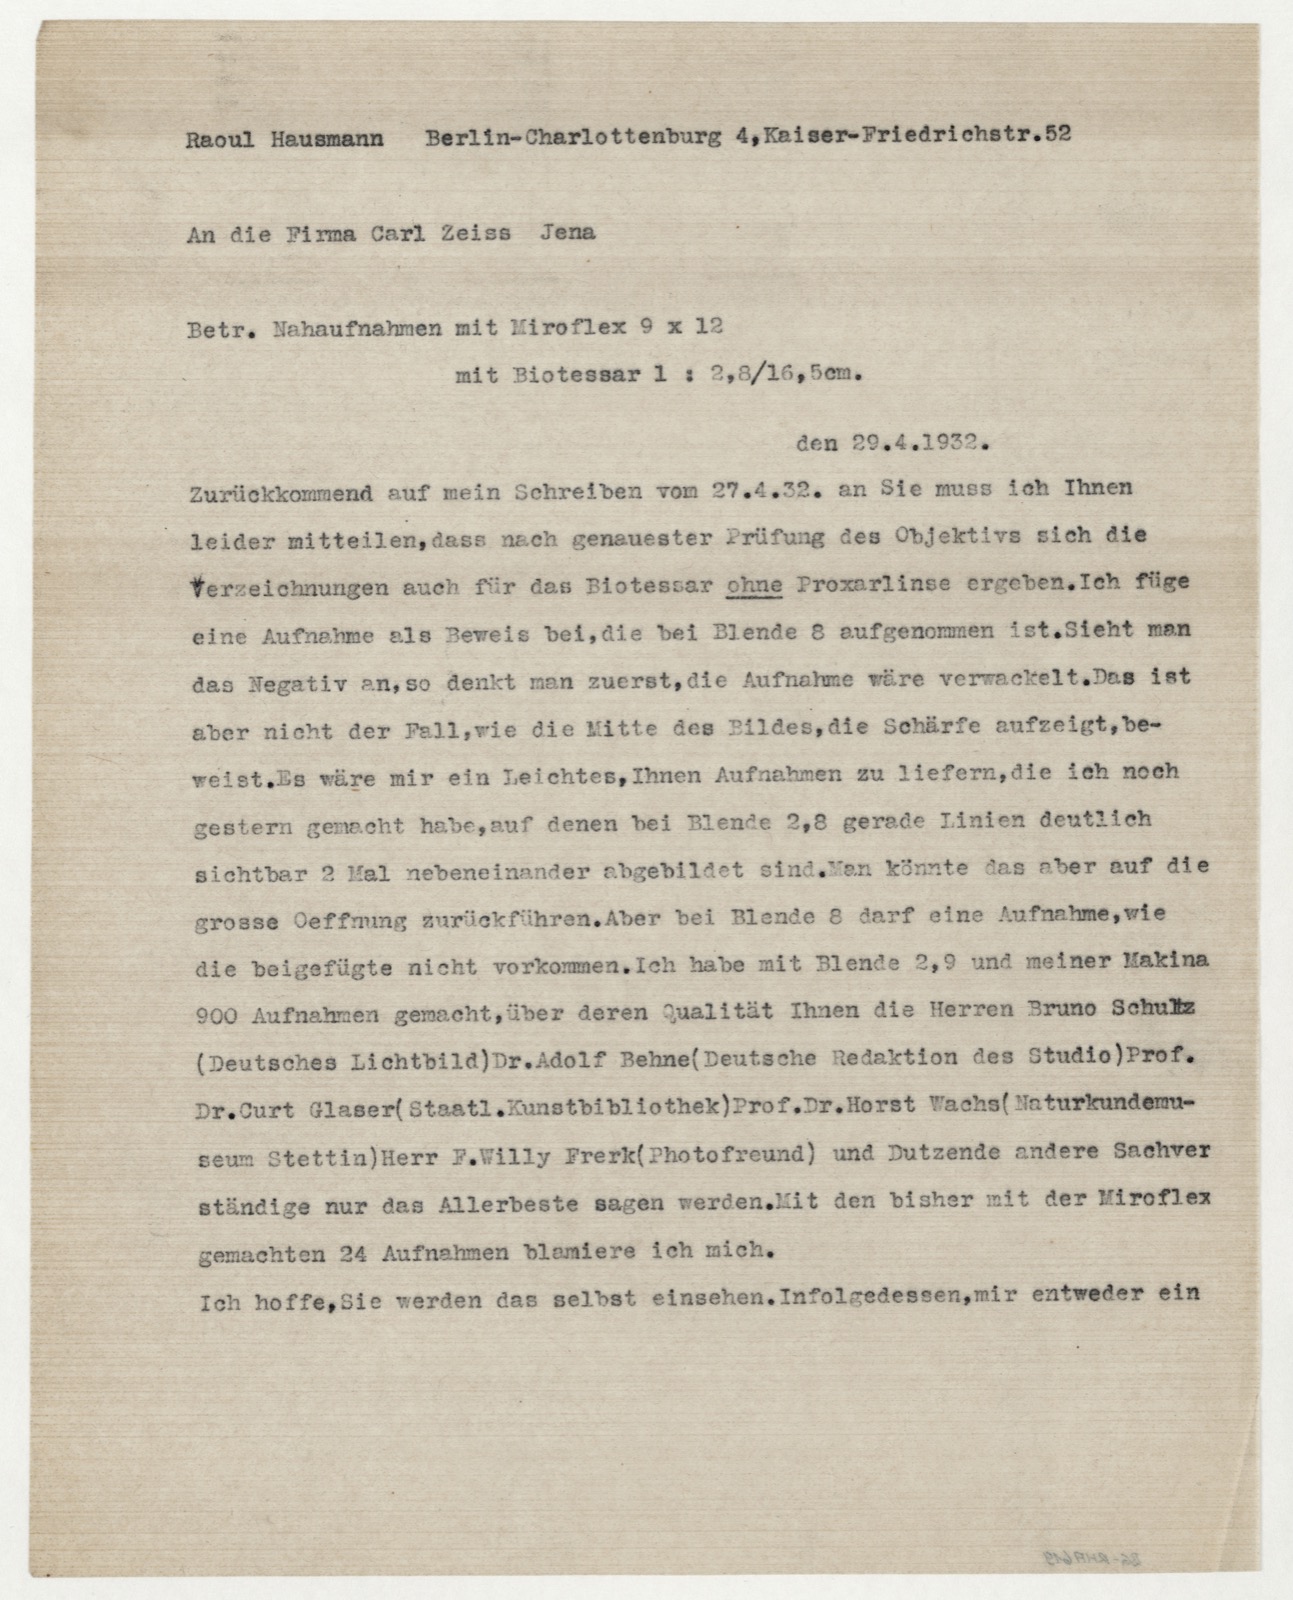 Raoul Hausmann   Berlin-Charlottenburg 4,Kaiser-Friedrichstr.52
An die Firma Carl Zeiss  Jena
Betr. Nahaufnahmen mit Miroflex 9 x 12
mit Biotessar 1 : 2,8/16,5cm.
den 29.4.1932.
Zurückkommend auf mein Schreiben vom 27.4.32. an Sie muss ich Ihnen
leider mitteilen,dass nach genauester Prüfung des Objektivs sich die
Verzeichnungen auch für das Biotessar ohne Proxarlinse ergeben.Ich füge
eine Aufnahme als Beweis bei,die bei Blende 8 aufgenommen ist.Sieht man
das Negativ an,so denkt man zuerst,die Aufnahme wäre verwackelt.Das ist
aber nicht der Fall,wie die Mitte des Bildes,die Schärfe aufzeigt,be-
weist.Es wäre mir ein Leichtes,Ihnen Aufnahmen zu liefern,die ich noch
gestern gemacht habe,auf denen bei Blende 2,8 gerade Linien deutlich
sichtbar 2 Mal nebeneinander abgebildet sind.Man könnte das aber auf die
grosse Oeffnung zurückführen.Aber bei Blende 8 darf eine Aufnahme,wie
die beigefügte nicht vorkommen.Ich habe mit Blende 2,9 und meiner Makina
900 Aufnahmen gemacht,über deren Qualität Ihnen die Herren Bruno Schultz
(Deutsches Lichtbild)Dr.Adolf Behne(Deutsche Redaktion des Studio)Prof.
Dr.Curt Glaser(Staatl.Kunstbibliothek)Prof.Dr.Horst Wachs(Naturkundemu-
seum Stettin)Herr F.Willy Frerk(Photofreund) und Dutzende andere Sachver
ständige nur das Allerbeste sagen werden.Mit den bisher mit der Miroflex
gemachten 24 Aufnahmen blamiere ich mich.
Ich hoffe,Sie werden das selbst einsehen.Infolgedessen,mir entweder ein